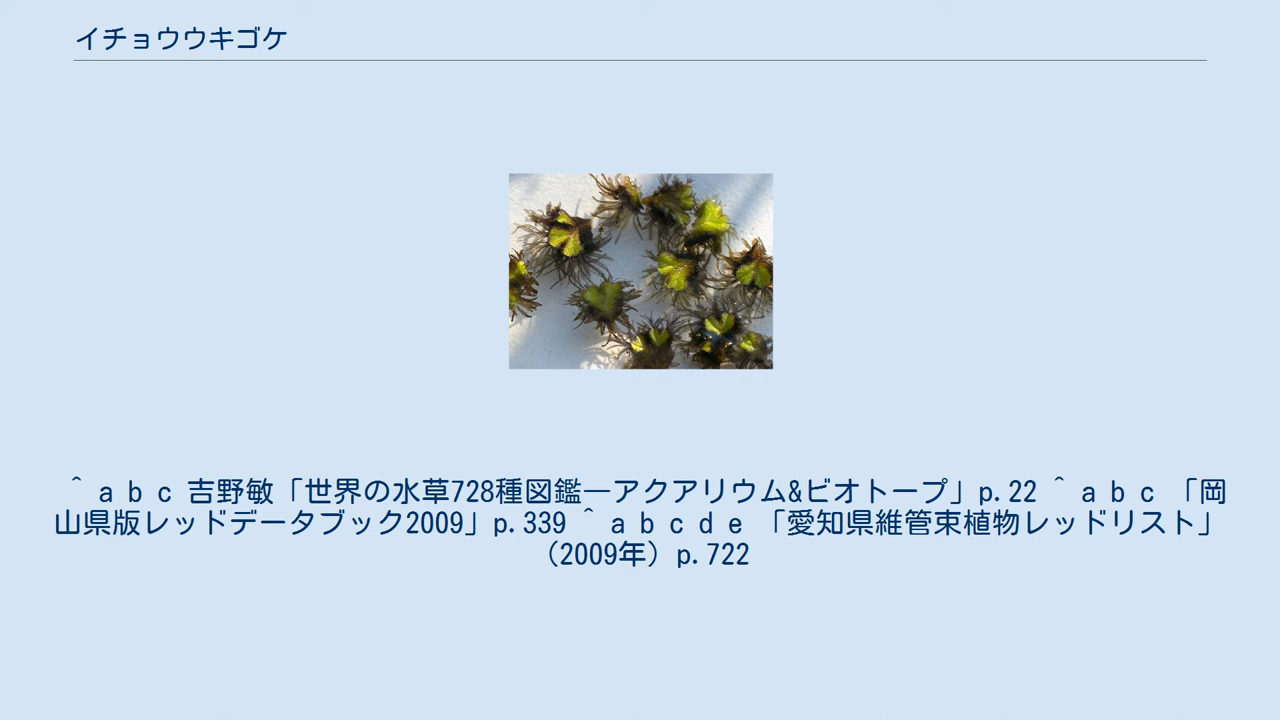 イチョウウキゴケ
^ a b c 吉野敏「世界の水草728種図鑑―アクアリウム&ビオトープ」p.22 ^ a b c 「岡
山県版レッドデータブック2009」p.339 ^ a b c d e 「愛知県維管束植物レッドリスト」
（2009年）p.722